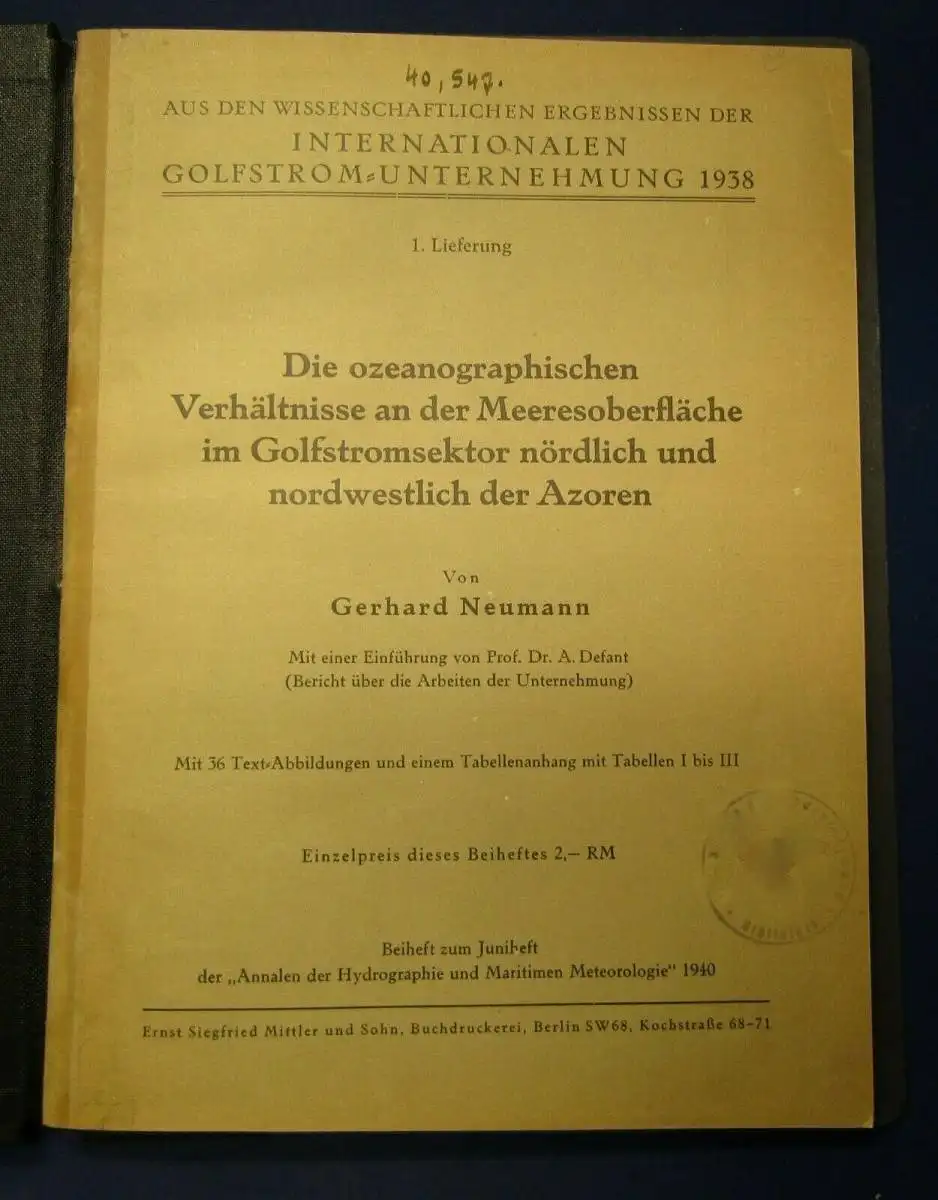 40,547.
AUS DEN WISSENSCHAFTLICHEN ERGEBNISSEN DER
INTERNATIONALEN
GOLFSTROM-UNTERNEHMUNG 1938
1. Lieferung
Die ozeanographischen
Verhältnisse an der Meeresoberfläche
im Golfstromsektor nördlich und
nordwestlich der Azoren
Von
Gerhard Neumann
Mit einer Einführung von Prof. Dr. A. Defant
(Bericht über die Arbeiten der Unternehmung)
Mit 36 Text-Abbildungen und einem Tabellenanhang mit Tabellen I bis III
Einzelpreis dieses Beiheftes 2,— RM
Beiheft zum Juniheft
der „Annalen der Hydrographie und Maritimen Meteorologie“ 1940
Ernst Siegfried Mittler und Sohn, Buchdruckerei, Berlin SW68, Kochstraße 68–71